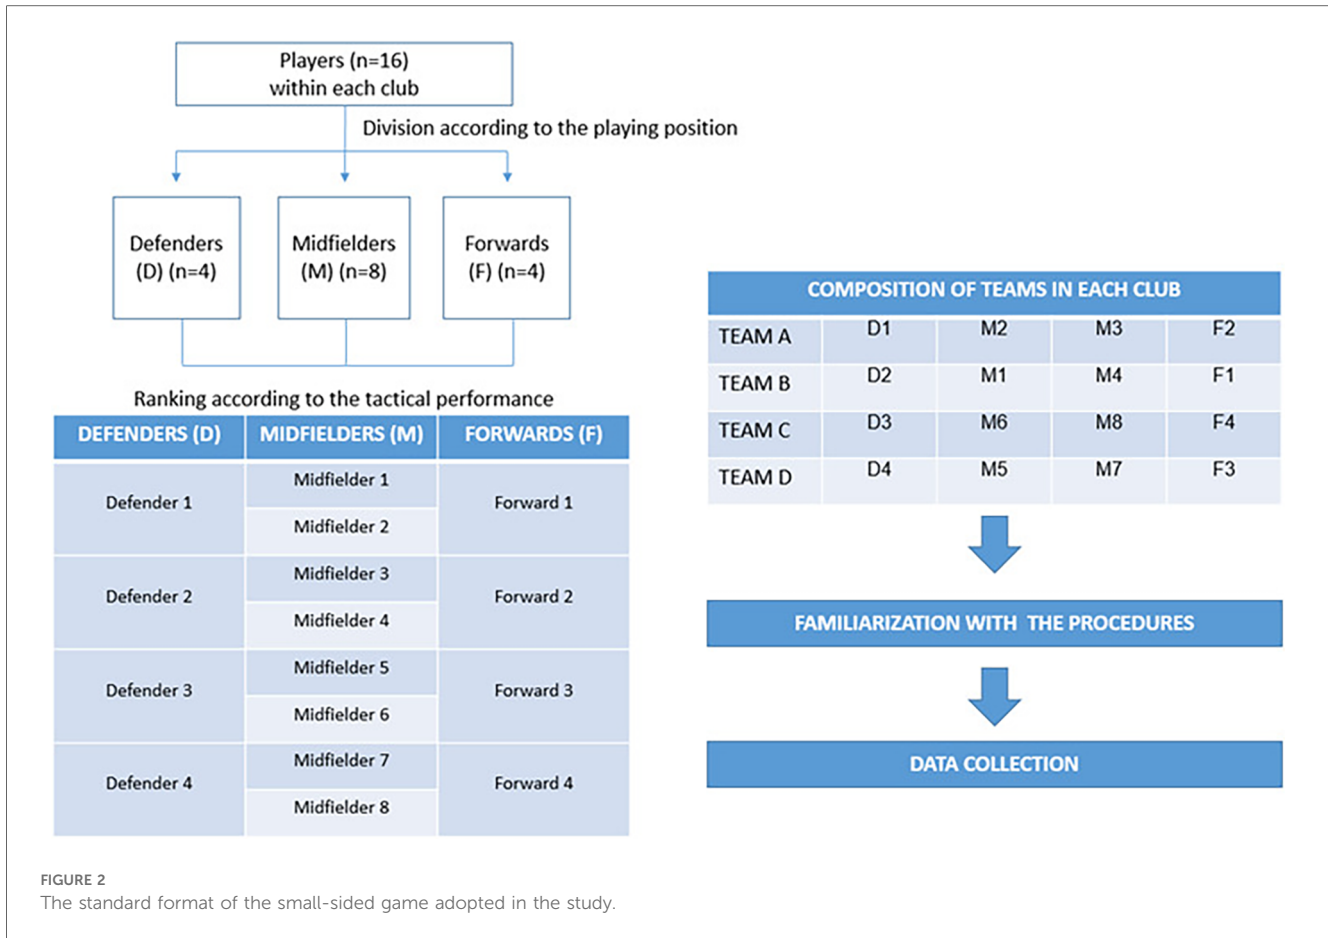 Players (n=16)
within each club
Division according to the playing position
Defenders
(D) (n=4)
Midfielders
(M) (n=8)
Forwards
(F) (n=4)
Ranking according to the tactical performance
DEFENDERS (D) MIDFIELDERS (M) FORWARDS (F)
Defender 1
Midfielder 1
Midfielder 2
Forward 1
Defender 2
Midfielder 3
Midfielder 4
Forward 2
Defender 3
Midfielder 5
Midfielder 6
Forward 3
Defender 4
Midfielder 7
Midfielder 8
Forward 4
COMPOSITION OF TEAMS IN EACH CLUB
TEAM A D1 M2 M3 F2
TEAM B D2 M1 M4 F1
TEAM C D3 M6 M8 F4
TEAM D D4 M5 M7 F3
FAMILIARIZATION WITH THE PROCEDURES
DATA COLLECTION
FIGURE 2
The standard format of the small-sided game adopted in the study.